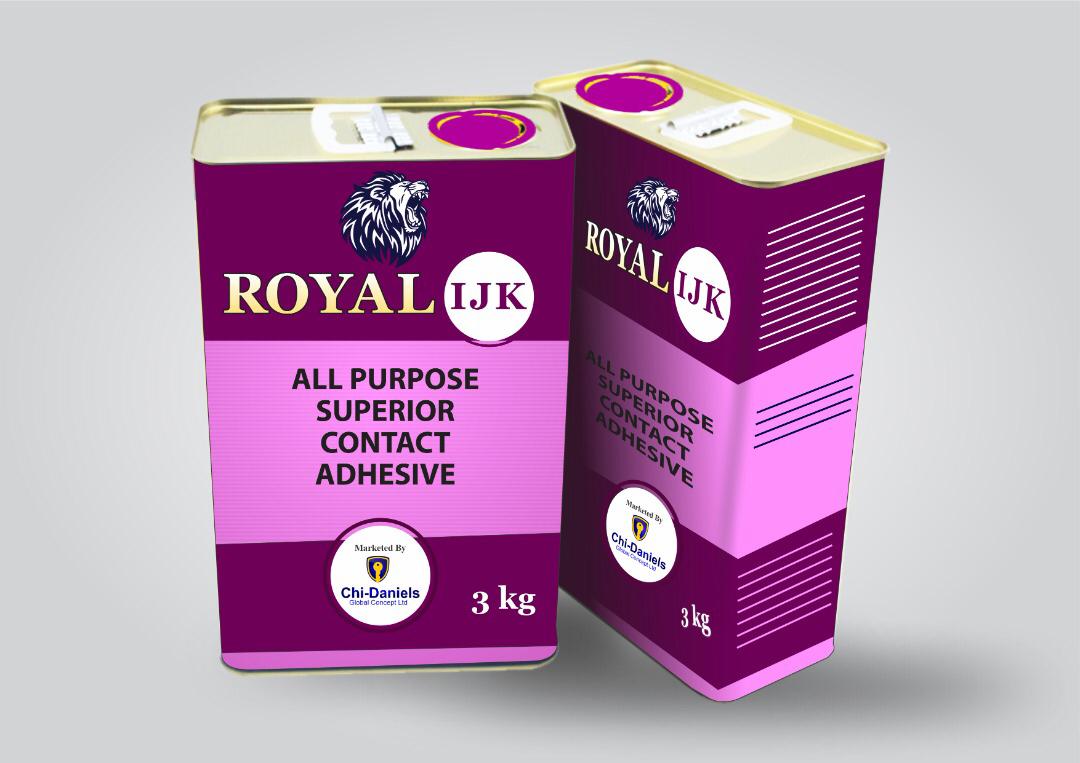 ROYAL IJK
ALL PURPOSE
SUPERIOR
CONTACT
ADHESIVE
Marketed By
Chi-Daniels
Global Concept Ltd
3 kg
ROYAL IJK
ALL PURPOSE
SUPERIOR
CONTACT
ADHESIVE
Marketed By
Chi-Daniels
Global Concept Ltd
3 kg